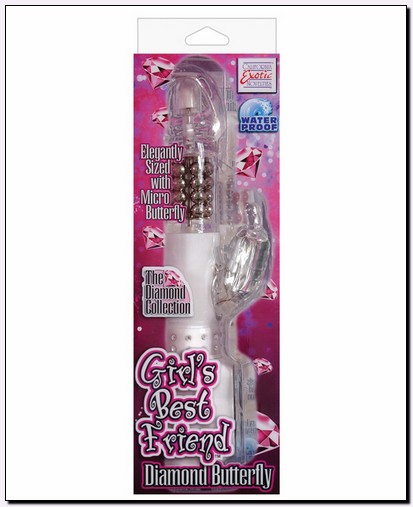 CALIFORNIA
Exotic
NOVELTIES
WATER
PROOF
Elegantly
Sized
with
Micro
Butterfly
The
Diamond
Collection
Girl's
Best
Friend
Diamond Butterfly